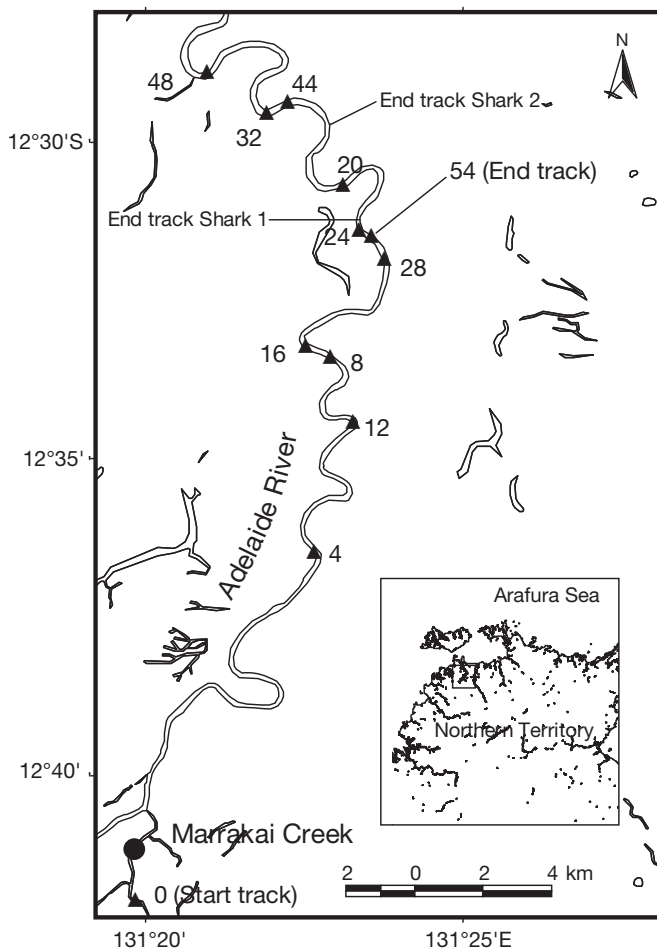 N
48
44
32
End track Shark 2
12°30'S
20
54 (End track)
End track Shark 1
24
28
16
8
12
12°35'
Adelaide River
4
Arafura Sea
Northern Territory
12°40'
Marrakai Creek
2 0 2 4 km
0 (Start track)
131°20' 131°25'E